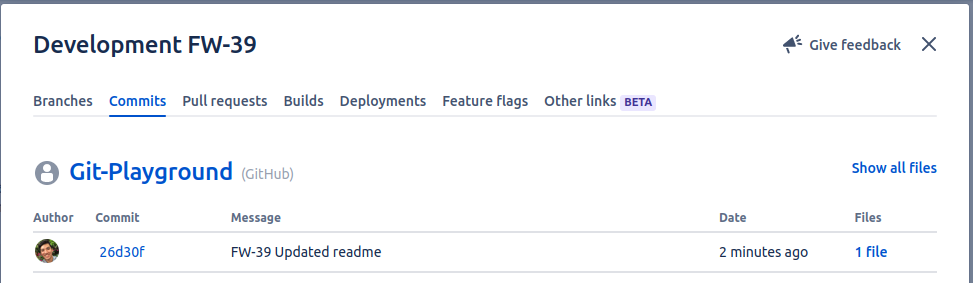 Development FW-39
Give feedback
Branches Commits Pull requests Builds Deployments Feature flags Other links BETA
Git-Playground (GitHub)
Show all files
Author Commit Message Date Files
26d30f FW-39 Updated readme 2 minutes ago 1 file